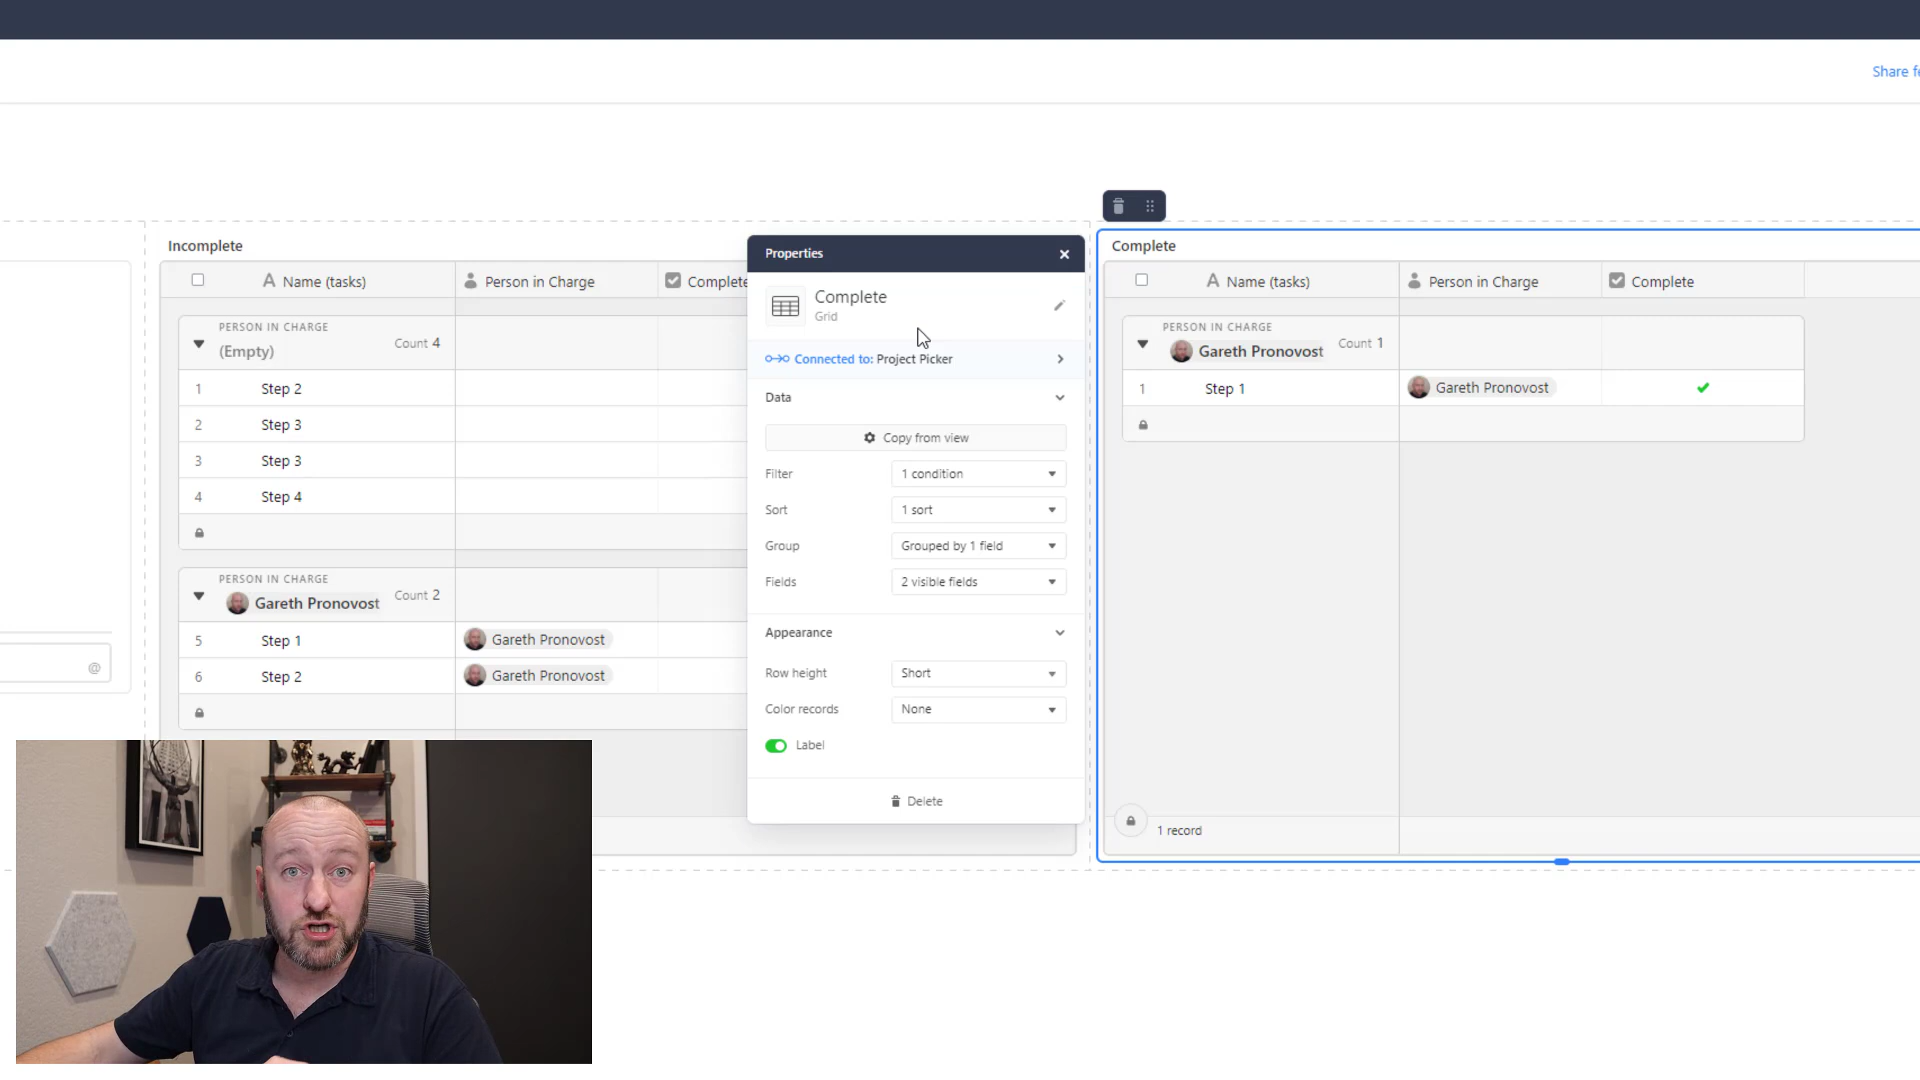 Share fe
Incomplete
Name (tasks)
Person in Charge
Complete
PERSON IN CHARGE
(Empty)
Count 4
1 Step 2
2 Step 3
3 Step 3
4 Step 4
PERSON IN CHARGE
Gareth Pronovost
Count 2
5 Step 1 Gareth Pronovost
6 Step 2 Gareth Pronovost
@
Properties
Complete
Grid
Connected to: Project Picker
Data
Copy from view
Filter 1 condition
Sort 1 sort
Group Grouped by 1 field
Fields 2 visible fields
Appearance
Row height Short
Color records None
Label
Delete
Complete
Name (tasks)
Person in Charge
Complete
PERSON IN CHARGE
Gareth Pronovost
Count 1
1 Step 1 Gareth Pronovost
1 record